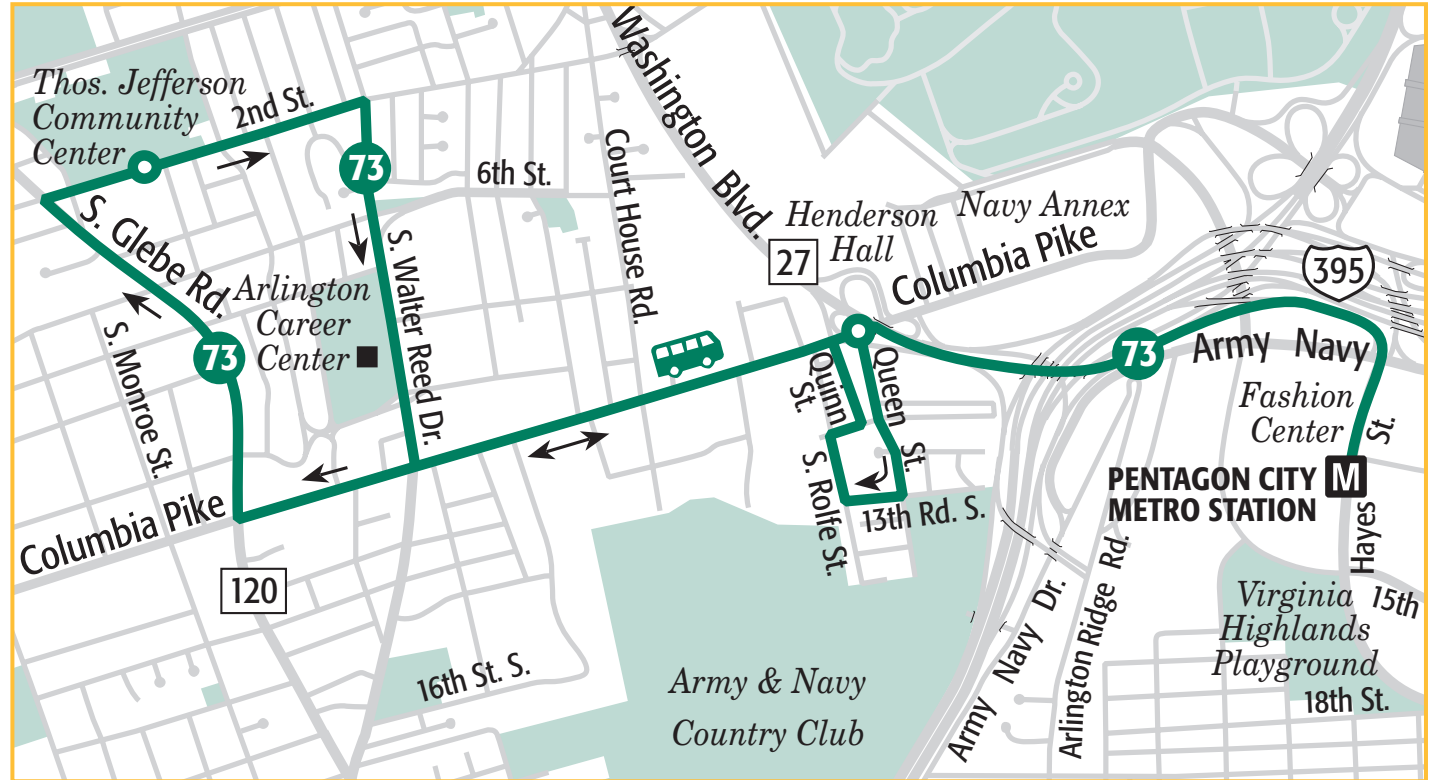 Thos. Jefferson
Community
Center
2nd St.
73
S. Glebe Rd.
S. Monroe St.
73
Arlington
Career
Center
S. Walter Reed Dr.
6th St.
Court House Rd.
Washington Blvd.
27
Henderson
Hall
Navy Annex
Columbia Pike
395
73
Army Navy
Fashion
Center
PENTAGON CITY
METRO STATION
M
Hayes St.
Quinn
St.
Queen St.
S. Rolfe St.
13th Rd. S.
Columbia Pike
120
16th St. S.
Army & Navy
Country Club
Army Navy Dr.
Arlington Ridge Rd.
Virginia
Highlands
Playground
15th
18th St.